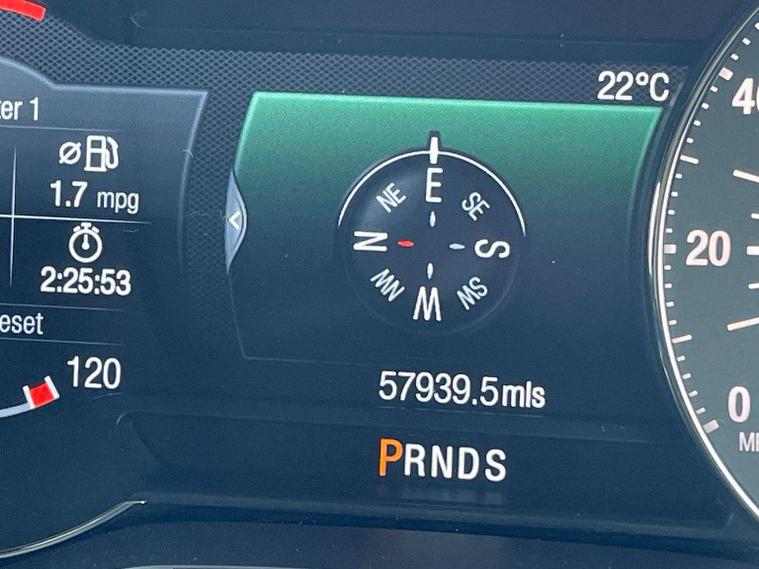 22°C
er 1
1.7 mpg
2:25:53
eset
120
E
NE
SE
N
S
NW
SW
W
57939.5mls
PRNDS
40
20
0